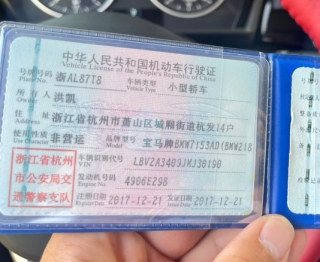 中华人民共和国机动车行驶证
Vehicle License of the People's Republic of China
号牌号码 浙AL87T8 车辆类型 小型轿车
Plate No. Vehicle Type
所有人 洪凯
Owner
住址 浙江省杭州市萧山区城厢街道杭发14户
Address
使用性质 非营运 品牌型号 宝马牌BMW7153AD(BMW218
Model
浙江省杭州
市公安局交
通警察支队
车辆识别代号 LBVZA3409JMJ30190
VIN
发动机号码 4906E298
Engine No.
注册日期 2017-12-21 发证日期 2017-12-21
Register Date Issue Date